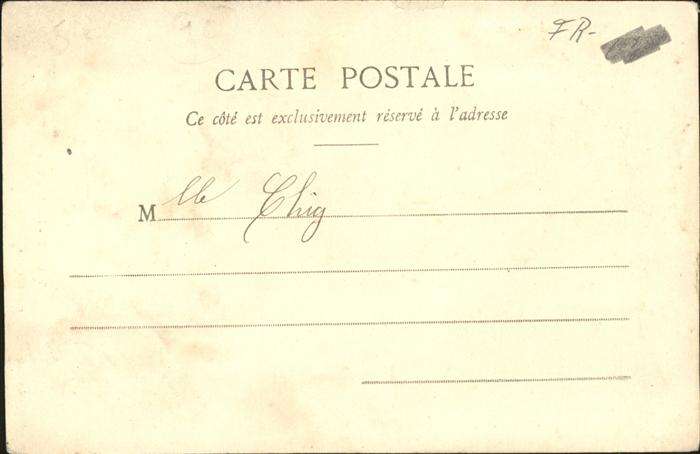 FR-
CARTE POSTALE
Ce côté est exclusivement réservé à l'adresse
Mlle Chig